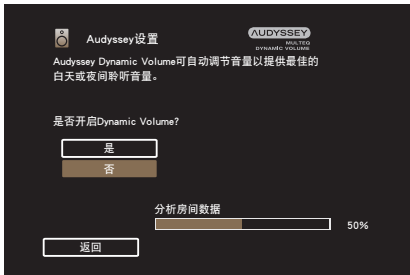 Audyssey设置
AUDYSSEY
MULTEQ
DYNAMIC VOLUME
Audyssey Dynamic Volume可自动调节音量以提供最佳的
白天或夜间聆听音量。
是否开启Dynamic Volume?
是
否
分析房间数据
50%
返回